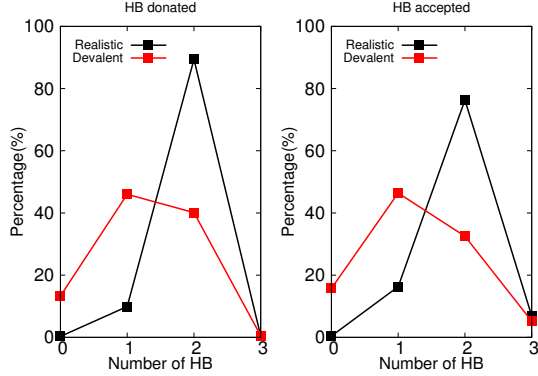 HB donated
Percentage(%)
100
80
60
40
20
0
Realistic
Devalent
0 1 2 3
Number of HB
HB accepted
Percentage(%)
100
80
60
40
20
0
Realistic
Devalent
0 1 2 3
Number of HB